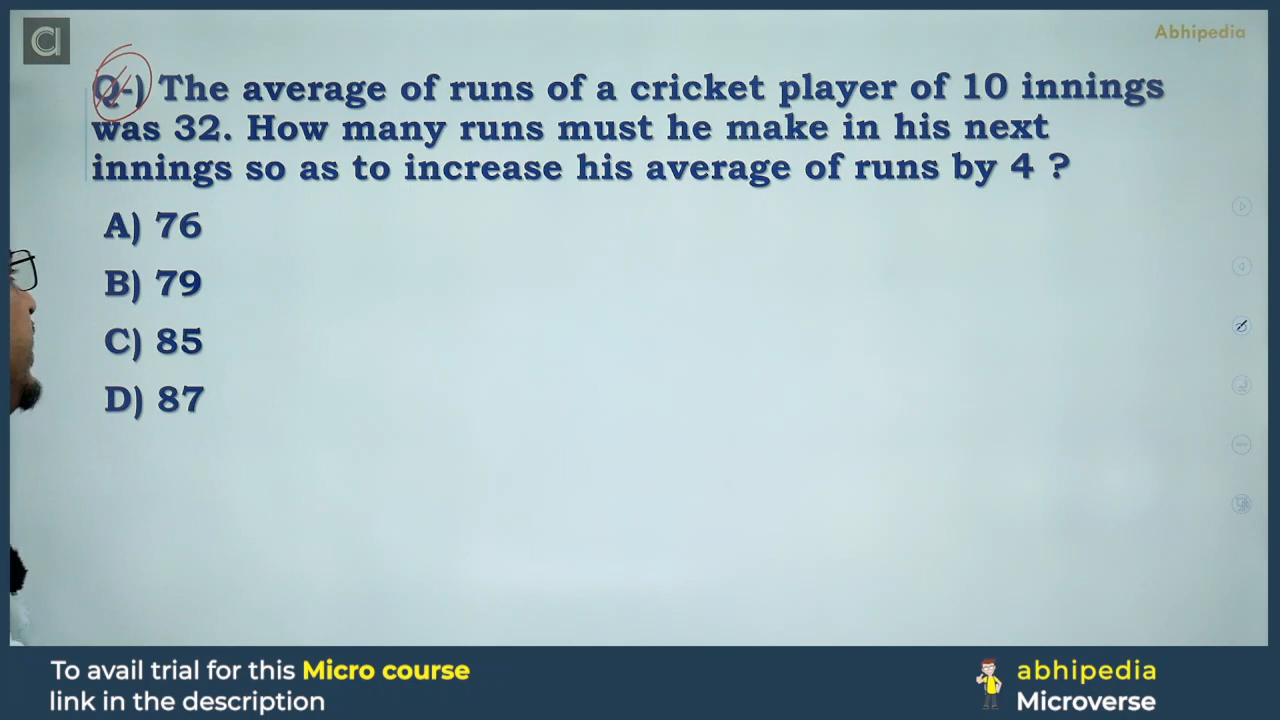 Abhipedia
Q-) The average of runs of a cricket player of 10 innings
was 32. How many runs must he make in his next
innings so as to increase his average of runs by 4 ?
A) 76
B) 79
C) 85
D) 87
To avail trial for this Micro course
link in the description
abhipedia
Microverse